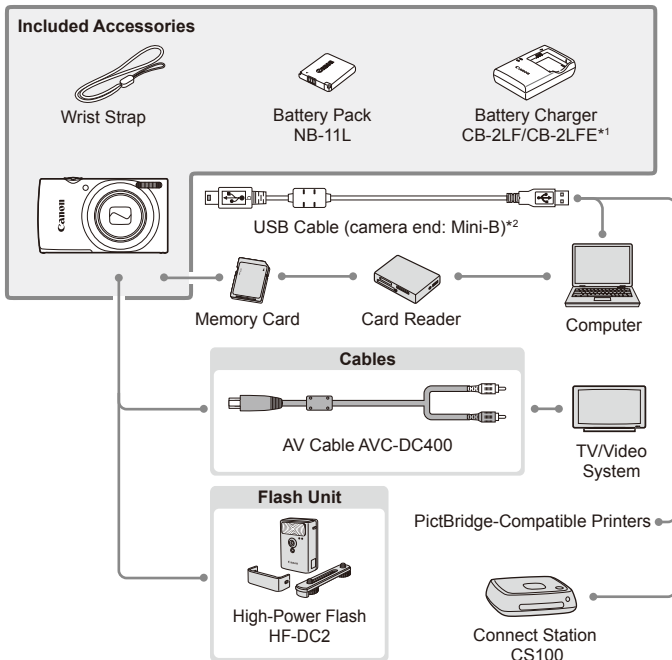 Included Accessories
Wrist Strap
Battery Pack
NB-11L
Battery Charger
CB-2LF/CB-2LFE*1
Canon
USB Cable (camera end: Mini-B)*2
Memory Card
Card Reader
Computer
Cables
AV Cable AVC-DC400
TV/Video
System
Flash Unit
PictBridge-Compatible Printers
High-Power Flash
HF-DC2
Connect Station
CS100